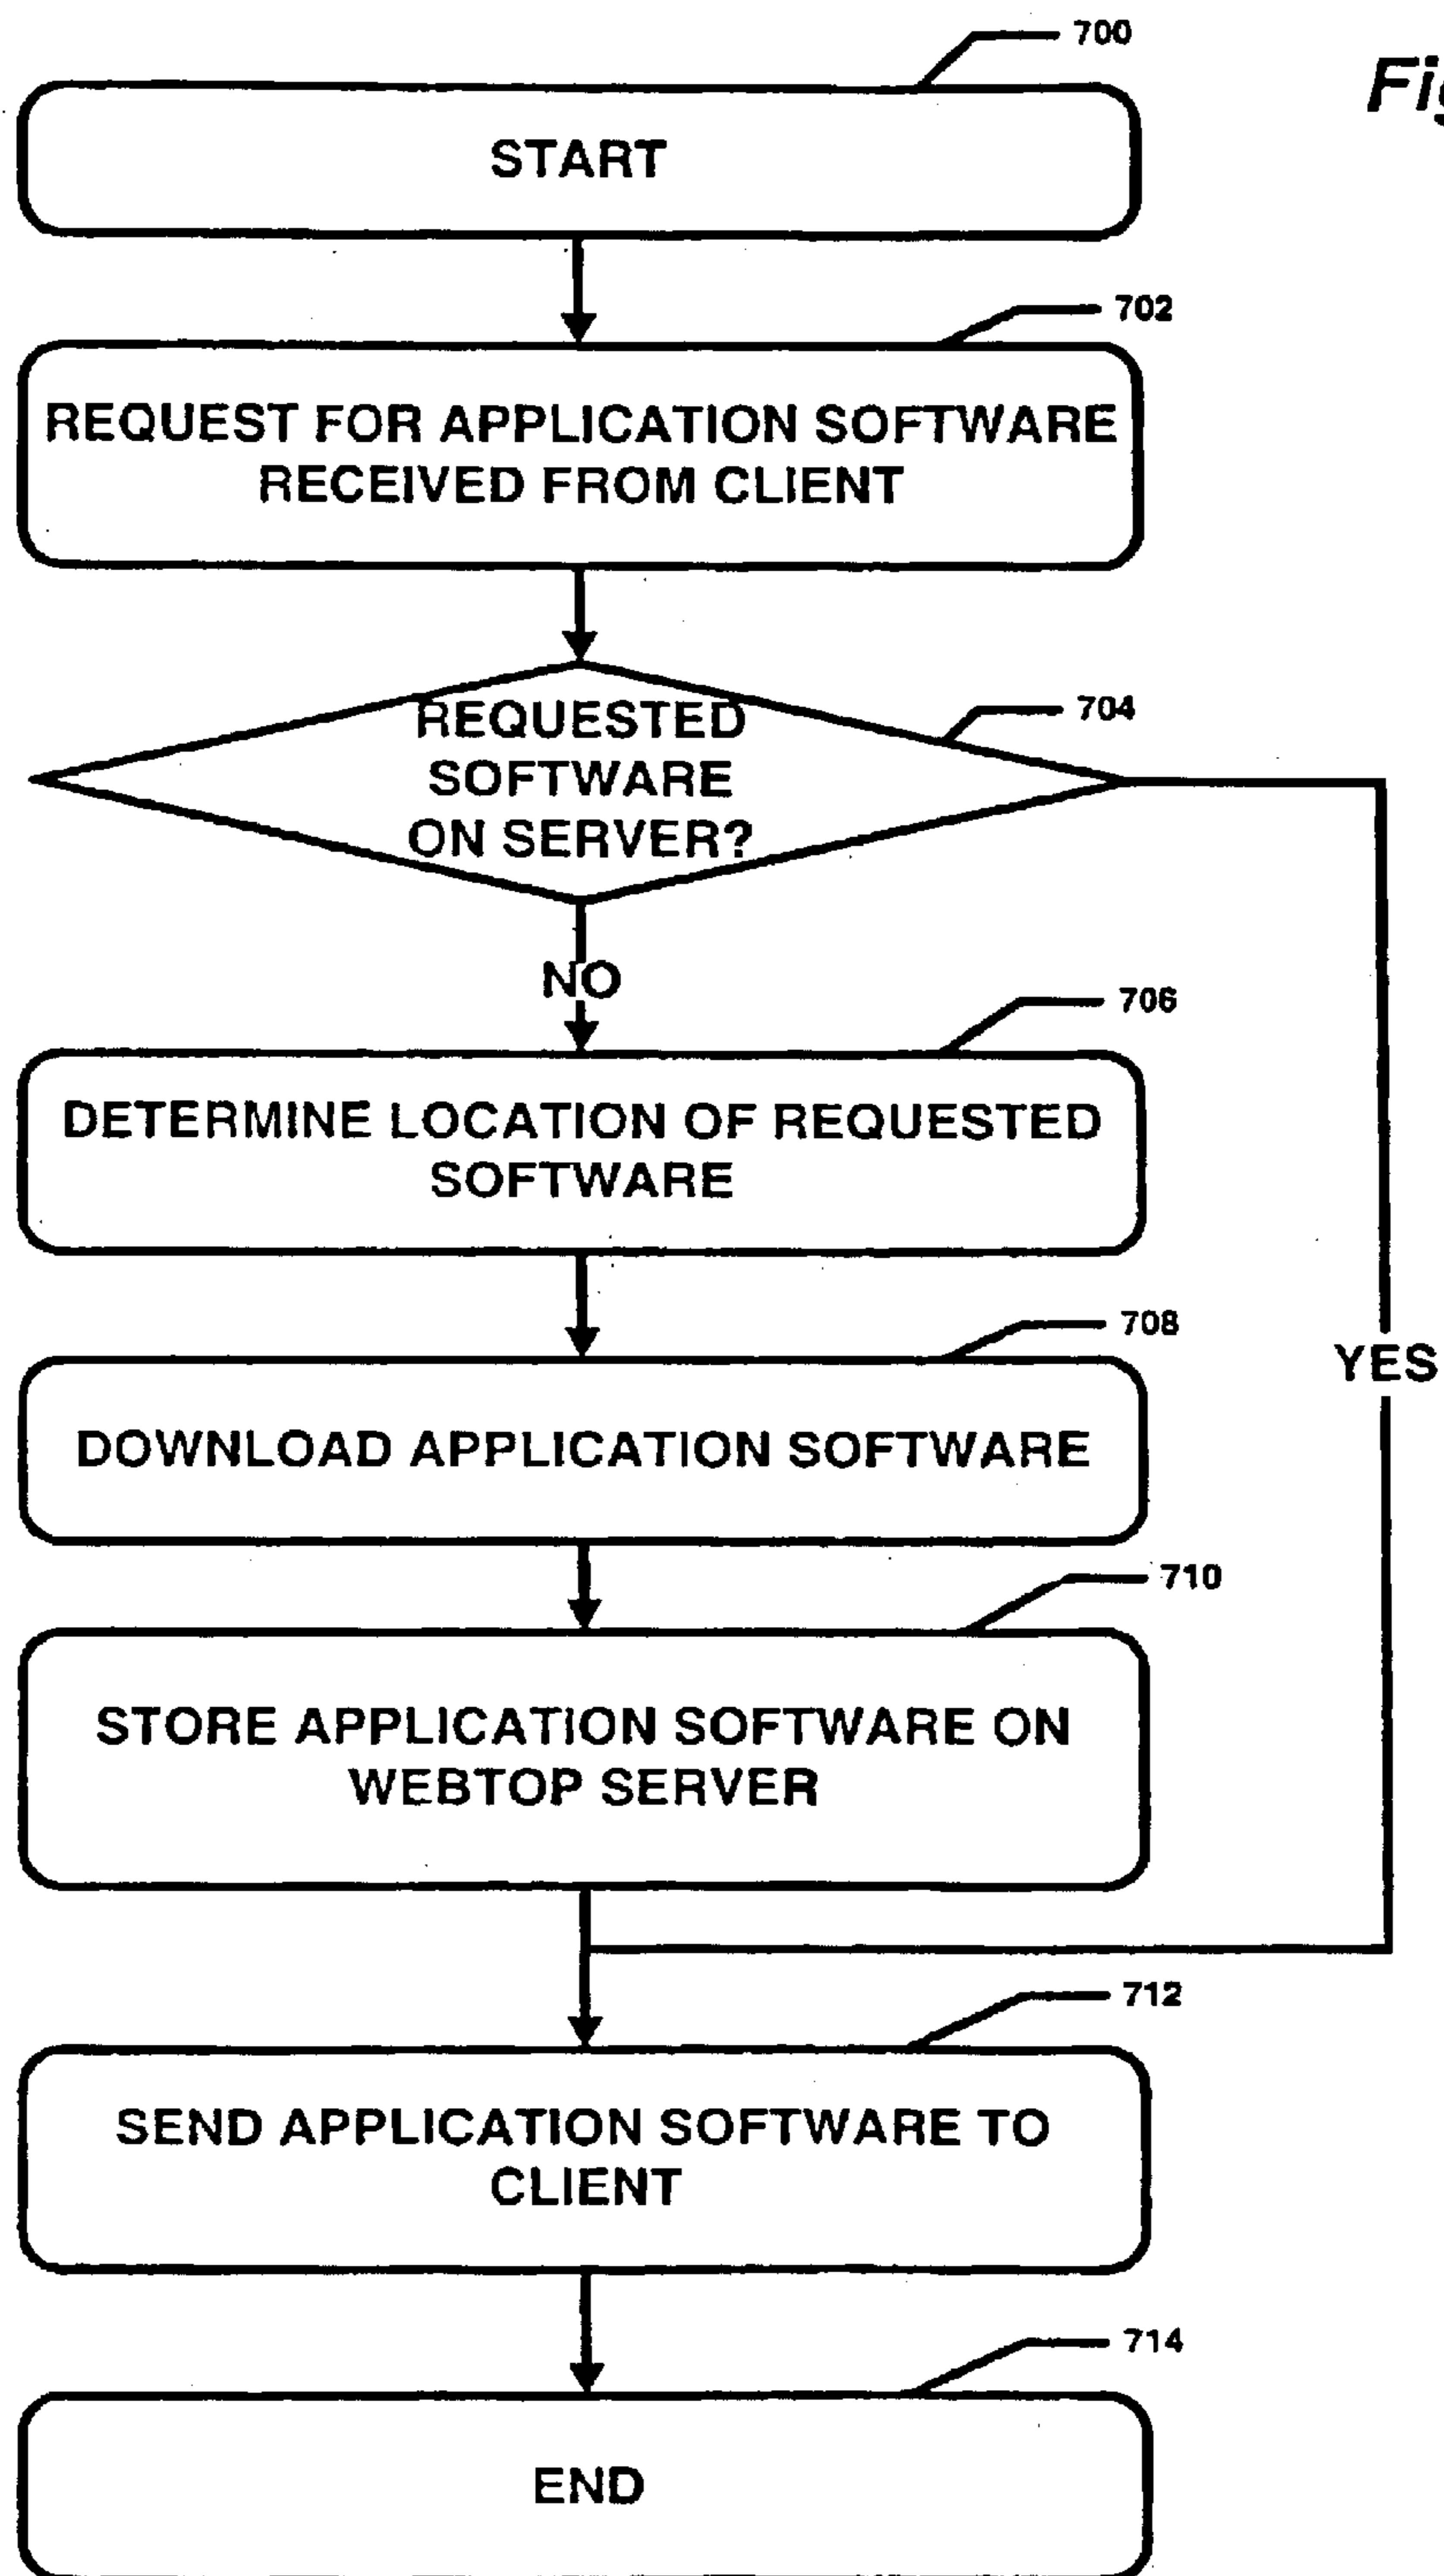 700
START
702
REQUEST FOR APPLICATION SOFTWARE
RECEIVED FROM CLIENT
704
REQUESTED
SOFTWARE
ON SERVER?
NO
706
DETERMINE LOCATION OF REQUESTED
SOFTWARE
708
DOWNLOAD APPLICATION SOFTWARE
YES
710
STORE APPLICATION SOFTWARE ON
WEBTOP SERVER
712
SEND APPLICATION SOFTWARE TO
CLIENT
714
END